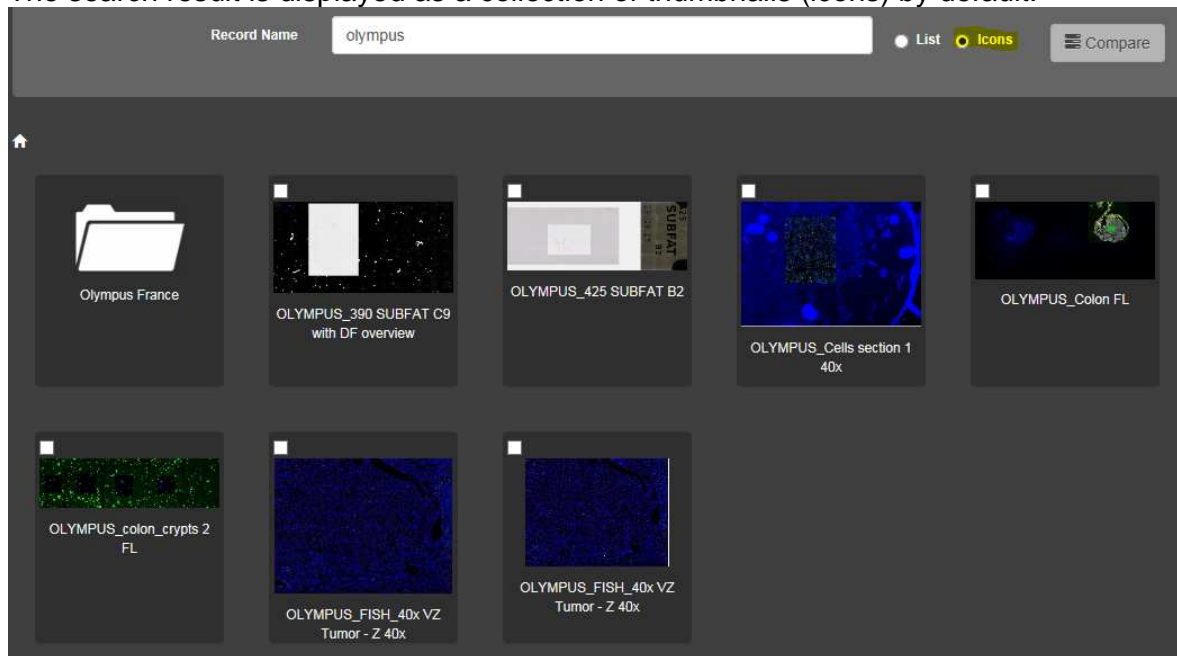 The search result is displayed as a collection of thumbnails (icons) by default.
Record Name olympus List Icons Compare
Olympus France
OLYMPUS_390 SUBFAT C9
with DF overview
OLYMPUS_425 SUBFAT B2
SUBFAT
OLYMPUS_Cells section 1
40x
OLYMPUS_Colon FL
OLYMPUS_colon_crypts 2
FL
OLYMPUS_FISH_40x VZ
Tumor - Z 40x
OLYMPUS_FISH_40x VZ
Tumor - Z 40x